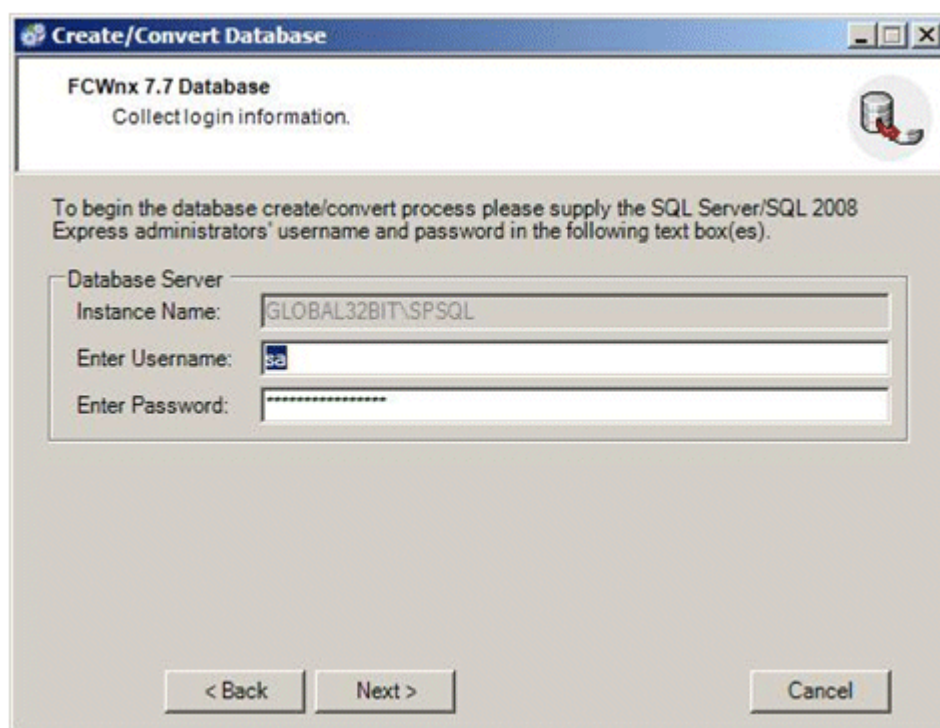 Create/Convert Database
FCWnx 7.7 Database
Collect login information.
To begin the database create/convert process please supply the SQL Server/SQL 2008
Express administrators' username and password in the following text box(es).
Database Server
Instance Name: GLOBAL32BIT\SPSQL
Enter Username: sa
Enter Password: ****************
< Back Next > Cancel